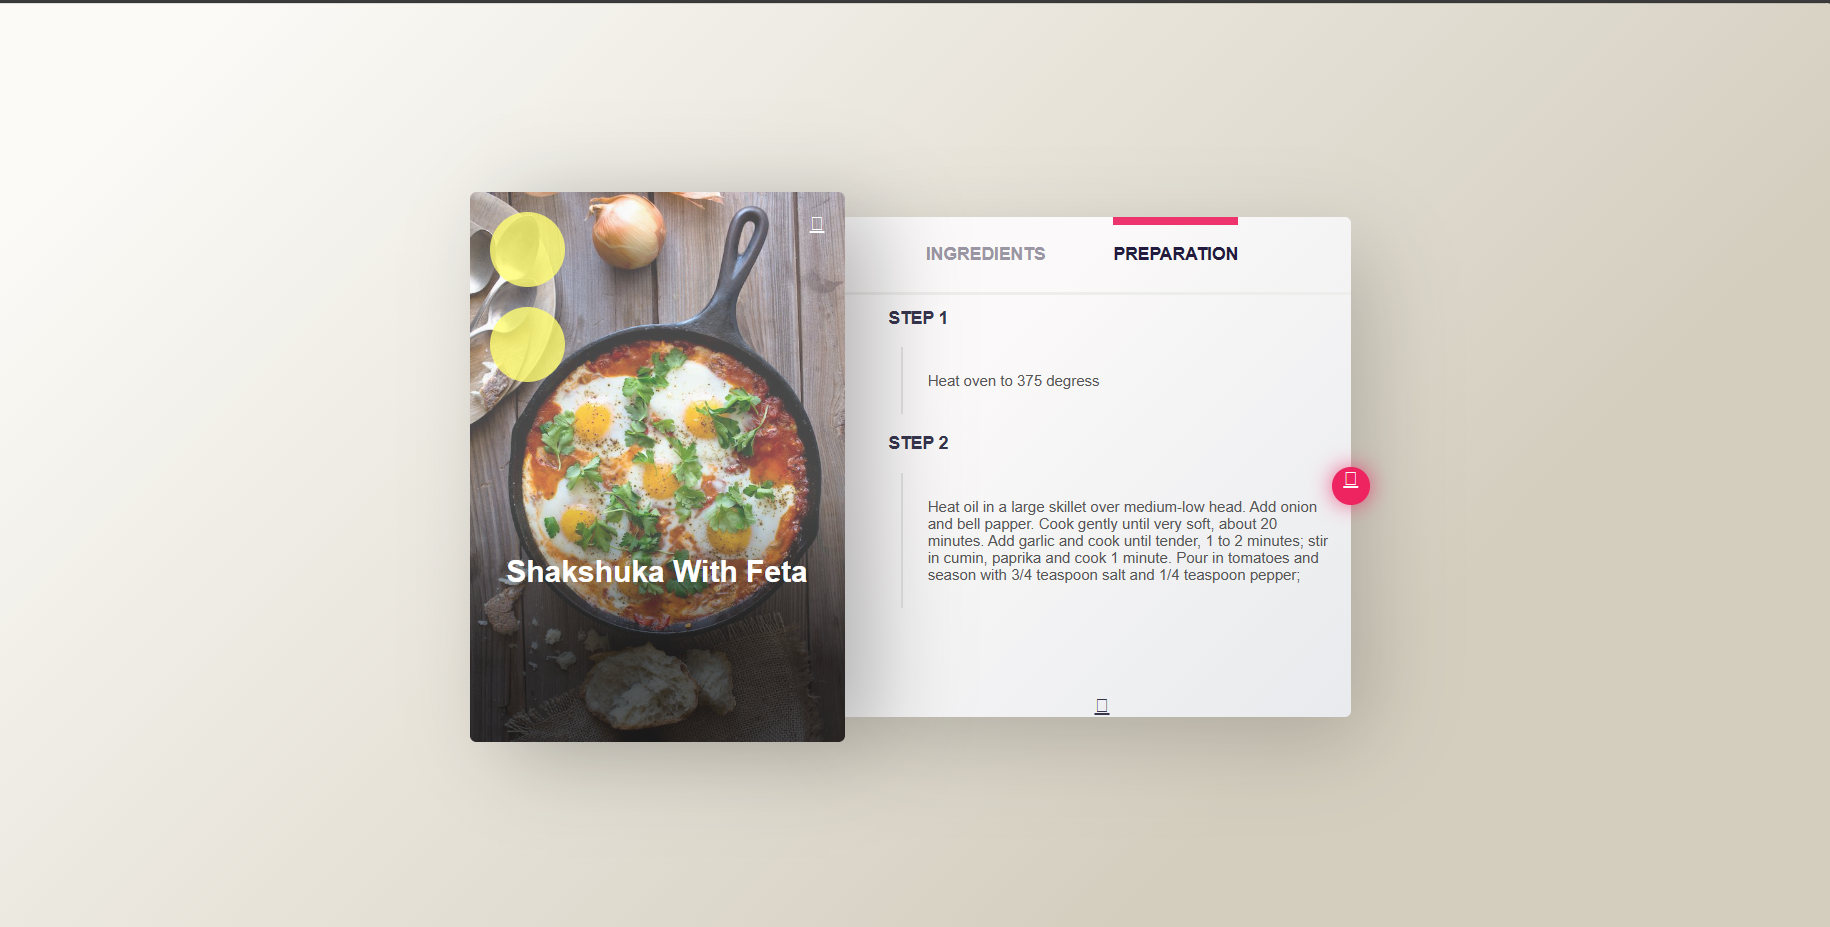 INGREDIENTS PREPARATION
STEP 1
Heat oven to 375 degress
STEP 2
Heat oil in a large skillet over medium-low head. Add onion
and bell papper. Cook gently until very soft, about 20
minutes. Add garlic and cook until tender, 1 to 2 minutes; stir
in cumin, paprika and cook 1 minute. Pour in tomatoes and
season with 3/4 teaspoon salt and 1/4 teaspoon pepper;
Shakshuka With Feta